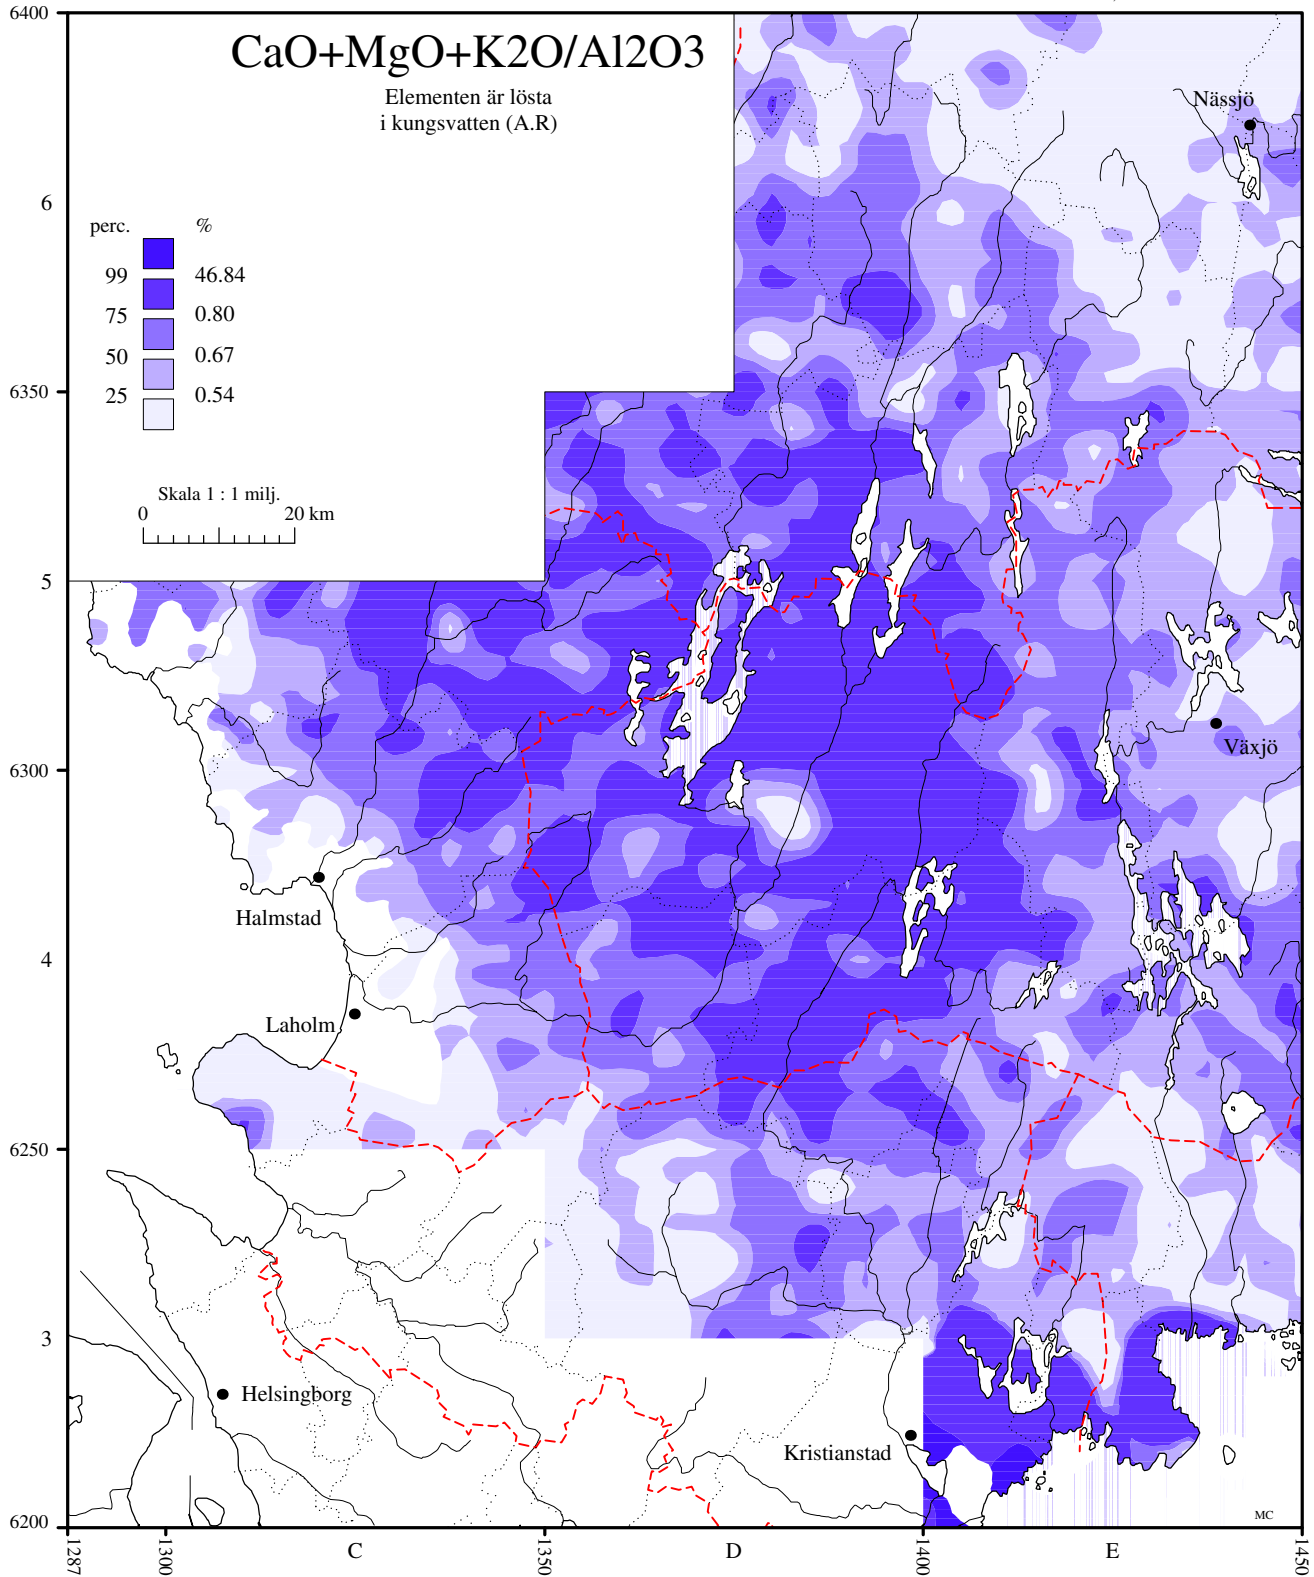 6400
CaO+MgO+K2O/Al2O3
Elementen är lösta
i kungsvatten (A.R)
Nässjö
6
perc. %
99 46.84
75 0.80
50 0.67
25 0.54
6350
Skala 1 : 1 milj.
0 20 km
5
Växjö
6300
Halmstad
4
Laholm
6250
3
Helsingborg
Kristianstad
MC
6200
1287 1300 C 1350 D 1400 E 1450